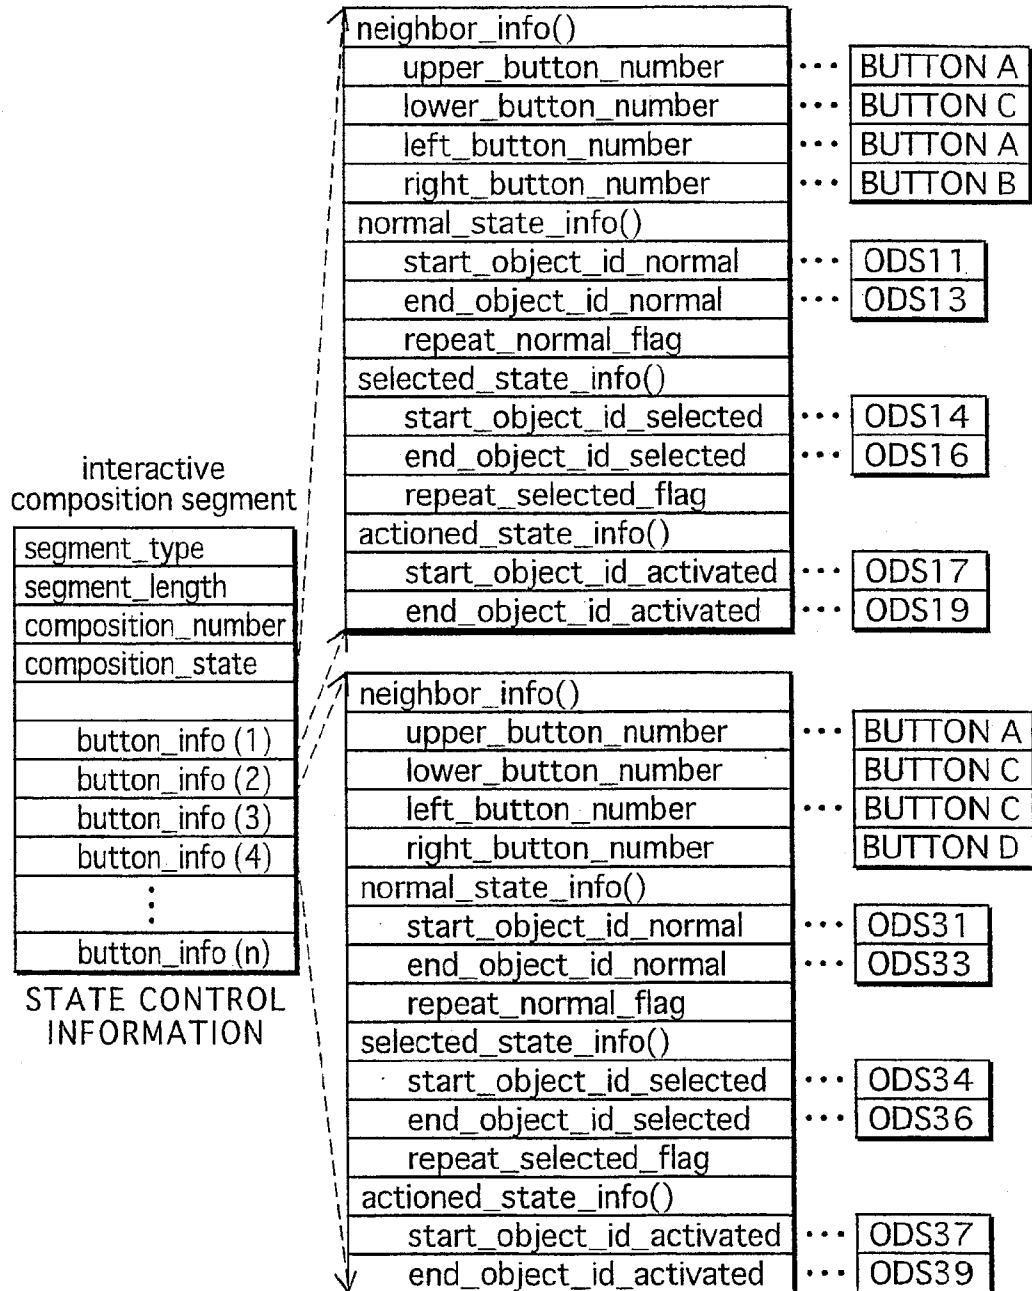 interactive
composition segment
segment_type
segment_length
composition_number
composition_state
button_info (1)
button_info (2)
button_info (3)
button_info (4)
⋮
button_info (n)
STATE CONTROL
INFORMATION
neighbor_info()
upper_button_number ··· BUTTON A
lower_button_number ··· BUTTON C
left_button_number ··· BUTTON A
right_button_number ··· BUTTON B
normal_state_info()
start_object_id_normal ··· ODS11
end_object_id_normal ··· ODS13
repeat_normal_flag
selected_state_info()
start_object_id_selected ··· ODS14
end_object_id_selected ··· ODS16
repeat_selected_flag
actioned_state_info()
start_object_id_activated ··· ODS17
end_object_id_activated ··· ODS19
neighbor_info()
upper_button_number ··· BUTTON A
lower_button_number BUTTON C
left_button_number ··· BUTTON C
right_button_number BUTTON D
normal_state_info()
start_object_id_normal ··· ODS31
end_object_id_normal ··· ODS33
repeat_normal_flag
selected_state_info()
start_object_id_selected ··· ODS34
end_object_id_selected ··· ODS36
repeat_selected_flag
actioned_state_info()
start_object_id_activated ··· ODS37
end_object_id_activated ··· ODS39